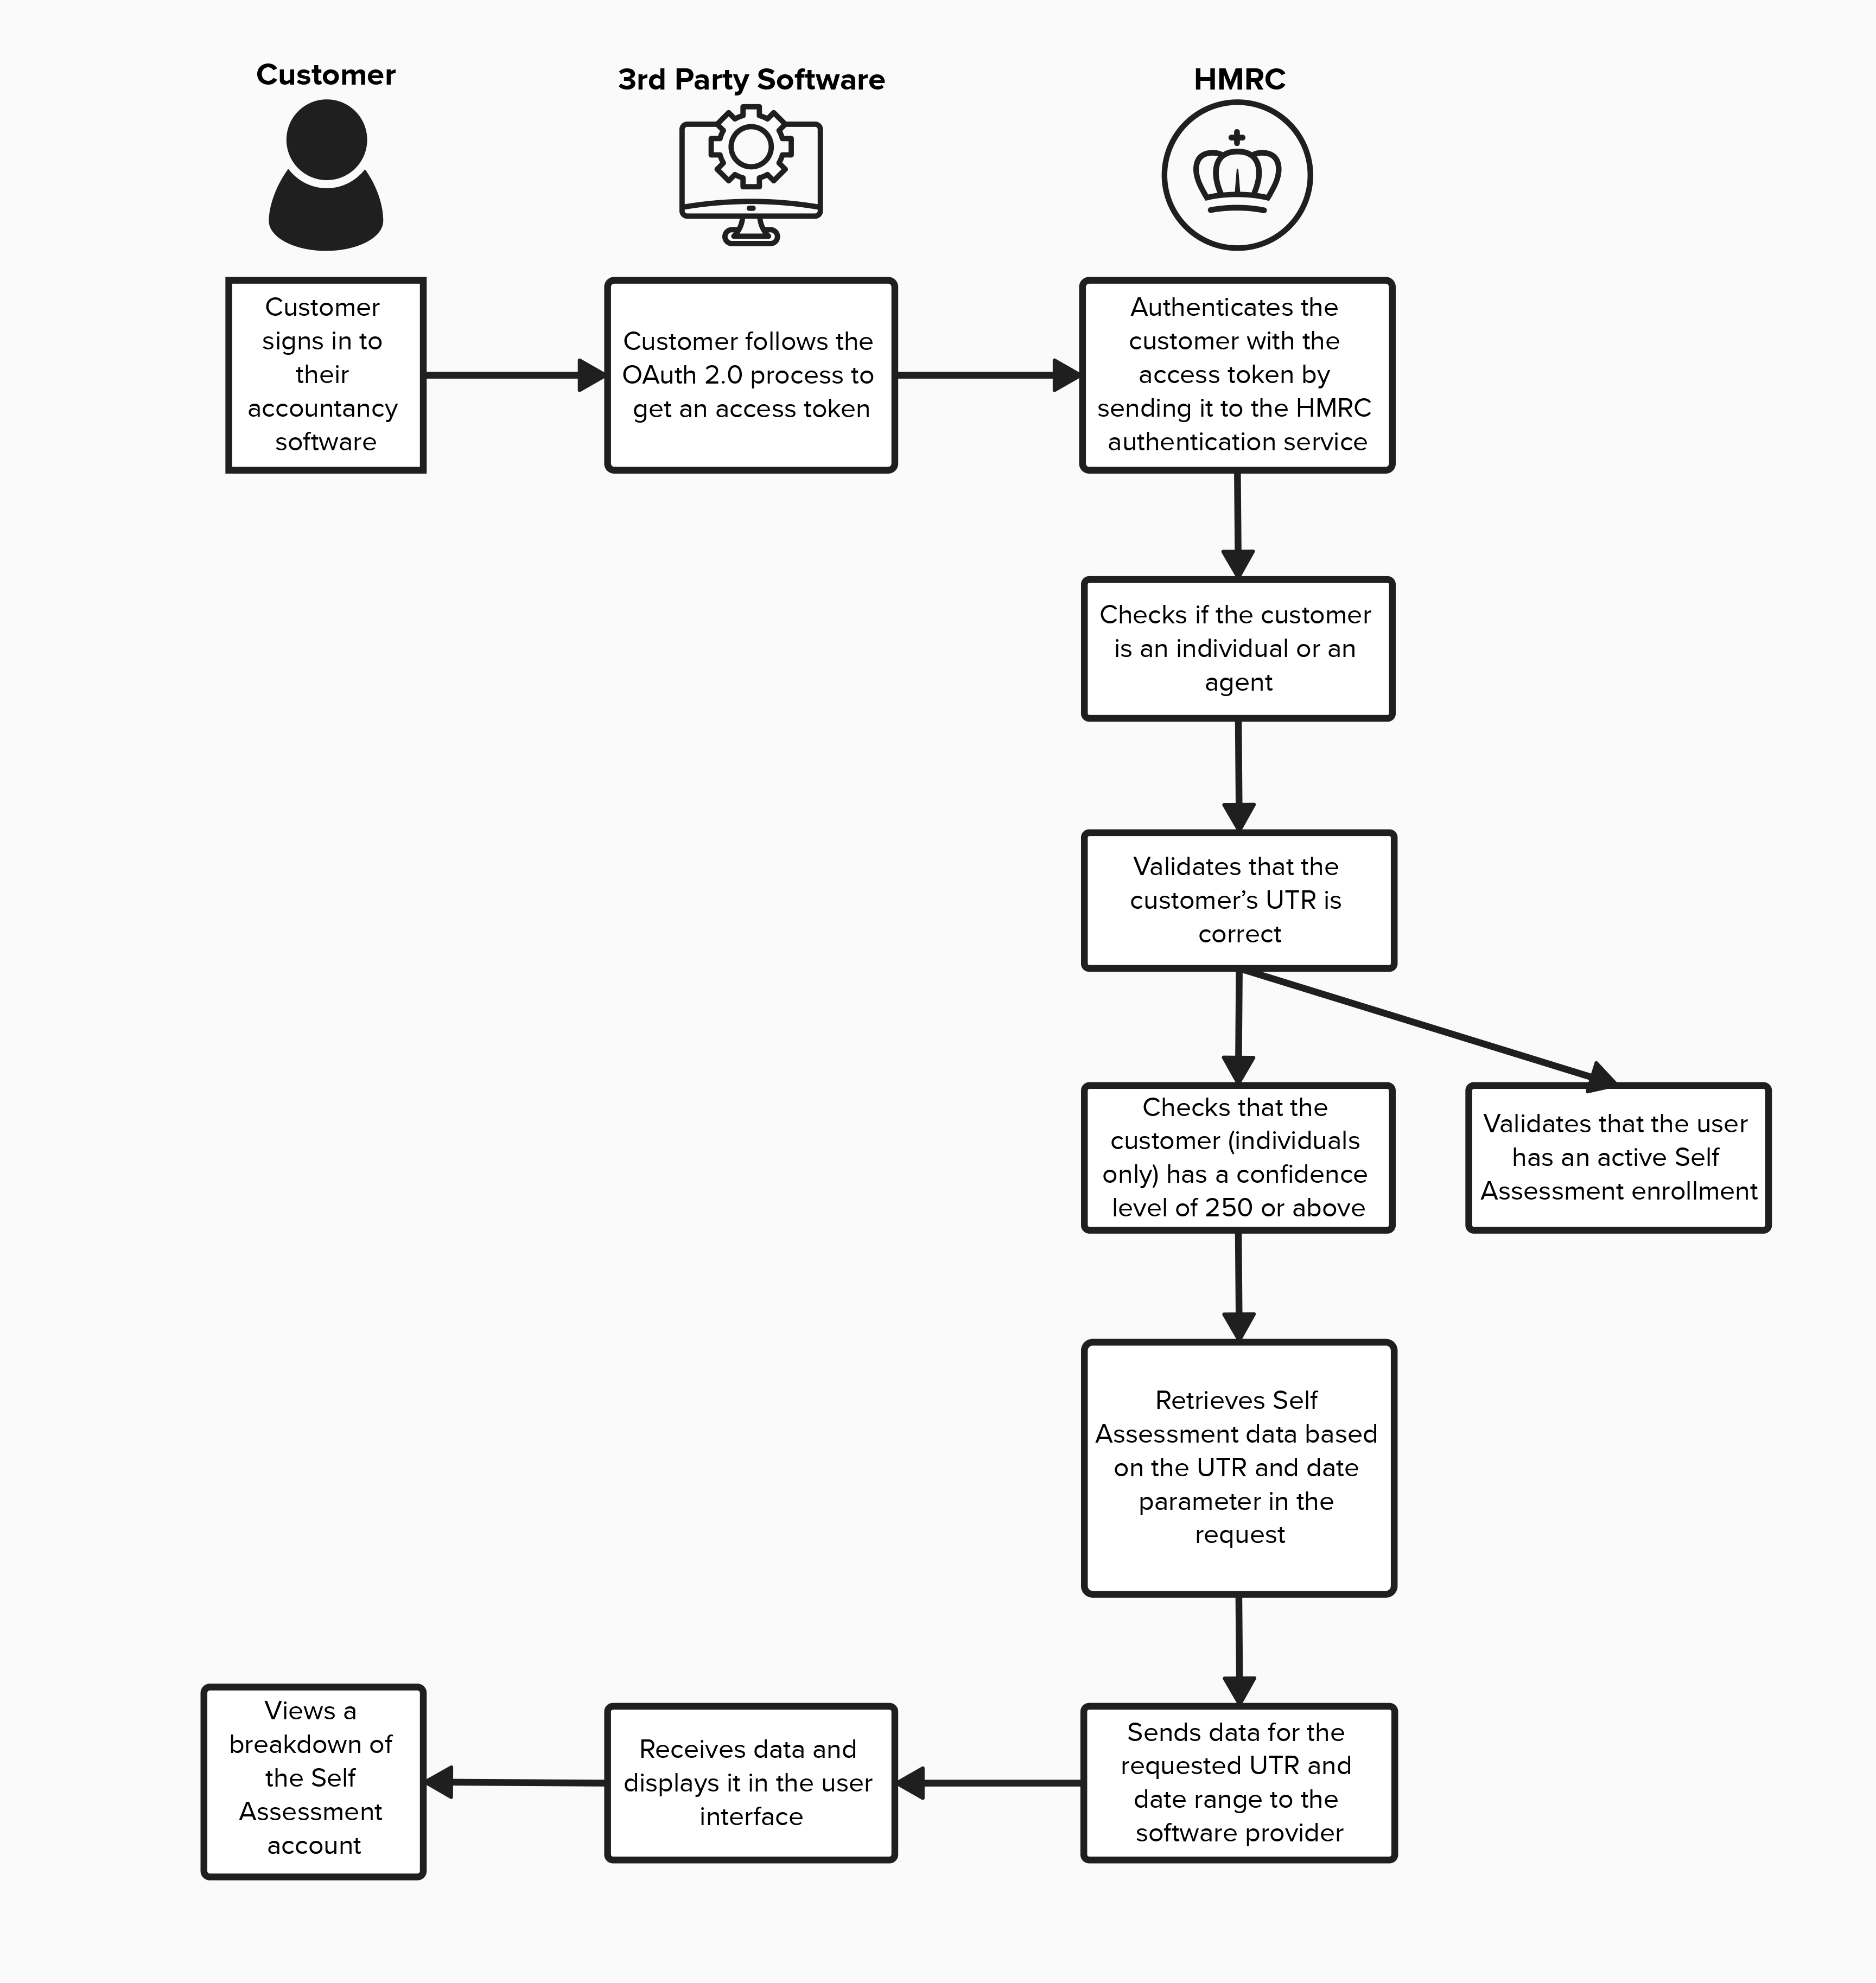 Customer
3rd Party Software
HMRC
Customer
signs in to
their
accountancy
software
Customer follows the
OAuth 2.0 process to
get an access token
Authenticates the
customer with the
access token by
sending it to the HMRC
authentication service
Checks if the customer
is an individual or an
agent
Validates that the
customer’s UTR is
correct
Checks that the
customer (individuals
only) has a confidence
level of 250 or above
Validates that the user
has an active Self
Assessment enrollment
Retrieves Self
Assessment data based
on the UTR and date
parameter in the
request
Views a
breakdown of
the Self
Assessment
account
Receives data and
displays it in the user
interface
Sends data for the
requested UTR and
date range to the
software provider